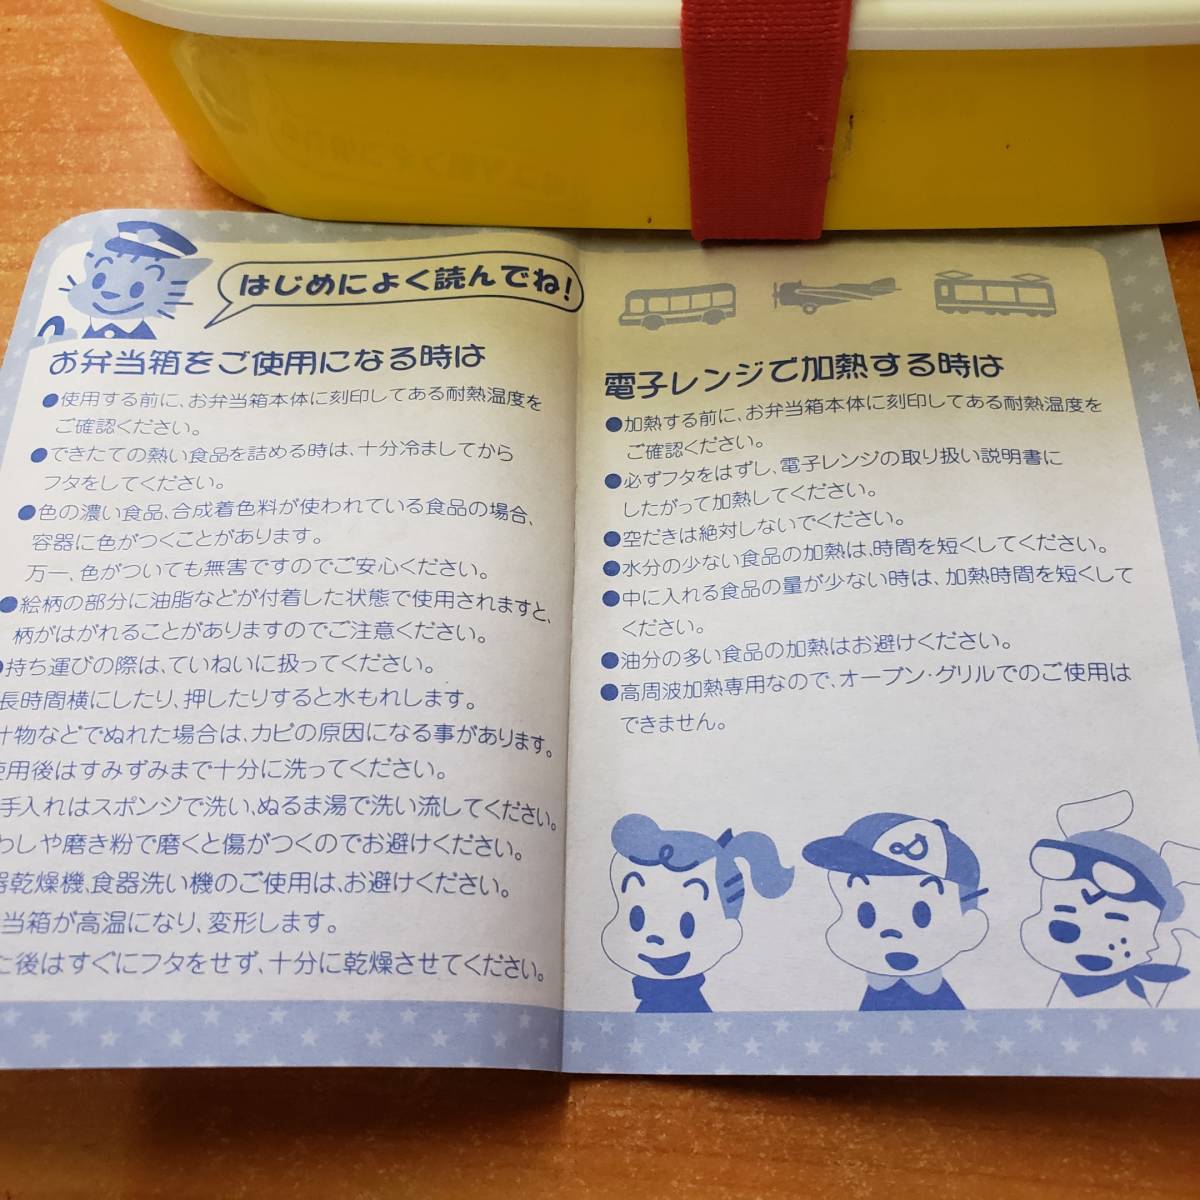 はじめによく読んでね!
お弁当箱をご使用になる時は
●使用する前に、お弁当箱本体に刻印してある耐熱温度を
ご確認ください。
●できたての熱い食品を詰める時は、十分冷ましてから
フタをしてください。
●色の濃い食品、合成着色料が使われている食品の場合、
容器に色がつくことがあります。
万一、色がついても無害ですのでご安心ください。
●絵柄の部分に油脂などが付着した状態で使用されますと、
柄がはがれることがありますのでご注意ください。
●持ち運びの際は、ていねいに扱ってください。
長時間横にしたり、押したりすると水もれします。
汁物などでぬれた場合は、カビの原因になる事があります。
使用後はすみずみまで十分に洗ってください。
手入れはスポンジで洗い、ぬるま湯で洗い流してください。
わしや磨き粉で磨くと傷がつくのでお避けください。
器乾燥機、食器洗い機のご使用は、お避けください。
当箱が高温になり、変形します。
た後はすぐにフタをせず、十分に乾燥させてください。
電子レンジで加熱する時は
●加熱する前に、お弁当箱本体に刻印してある耐熱温度を
ご確認ください。
●必ずフタをはずし、電子レンジの取り扱い説明書に
したがって加熱してください。
●空だきは絶対しないでください。
●水分の少ない食品の加熱は、時間を短くしてください。
●中に入れる食品の量が少ない時は、加熱時間を短くして
ください。
●油分の多い食品の加熱はお避けください。
●高周波加熱専用なので、オーブン・グリルでのご使用は
できません。